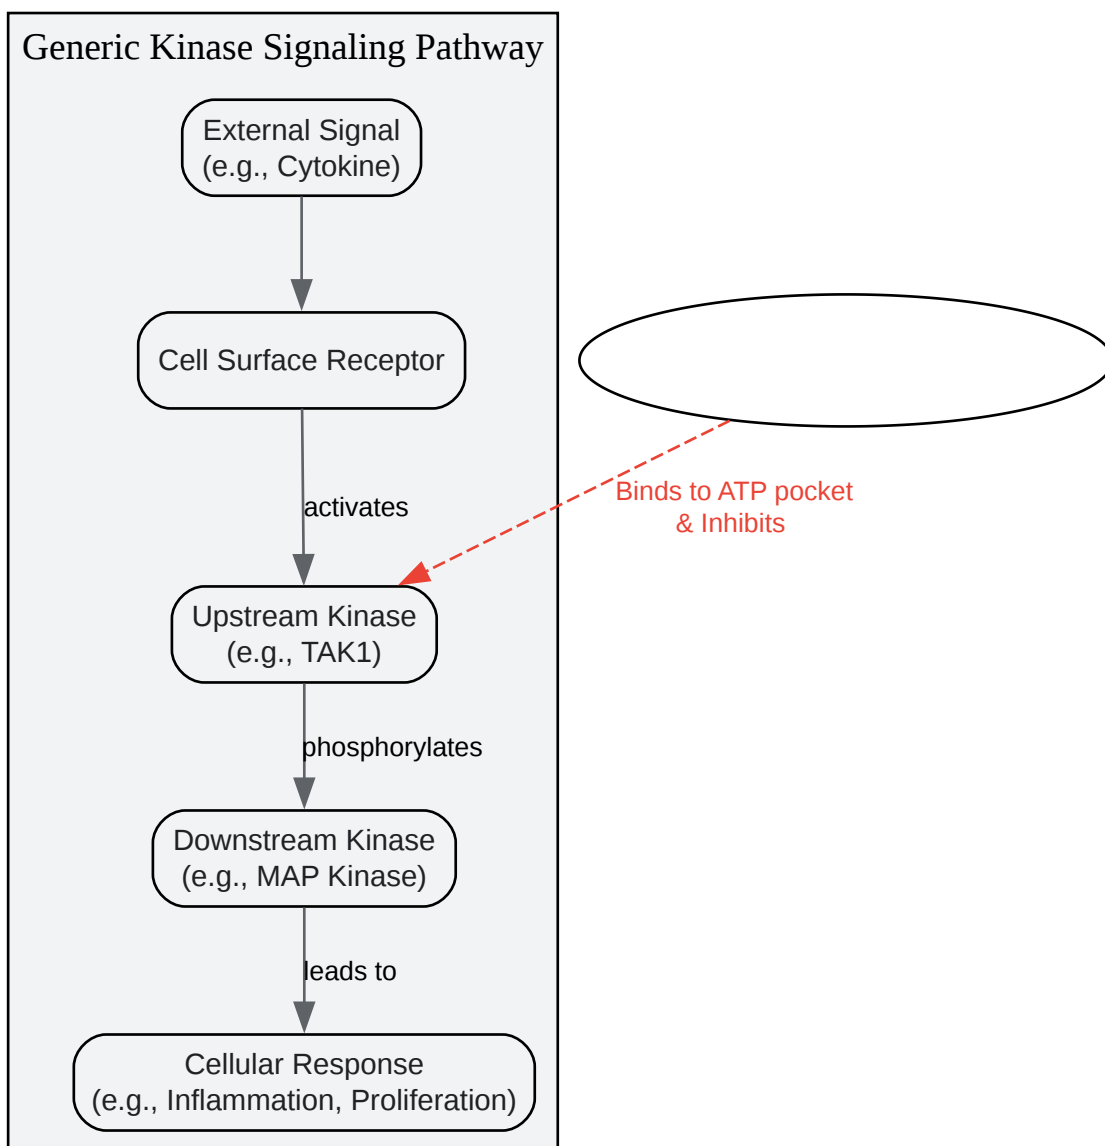 Generic Kinase Signaling Pathway
External Signal
(e.g., Cytokine)
Cell Surface Receptor
activates
Binds to ATP pocket
& Inhibits
Upstream Kinase
(e.g., TAK1)
phosphorylates
Downstream Kinase
(e.g., MAP Kinase)
leads to
Cellular Response
(e.g., Inflammation, Proliferation)